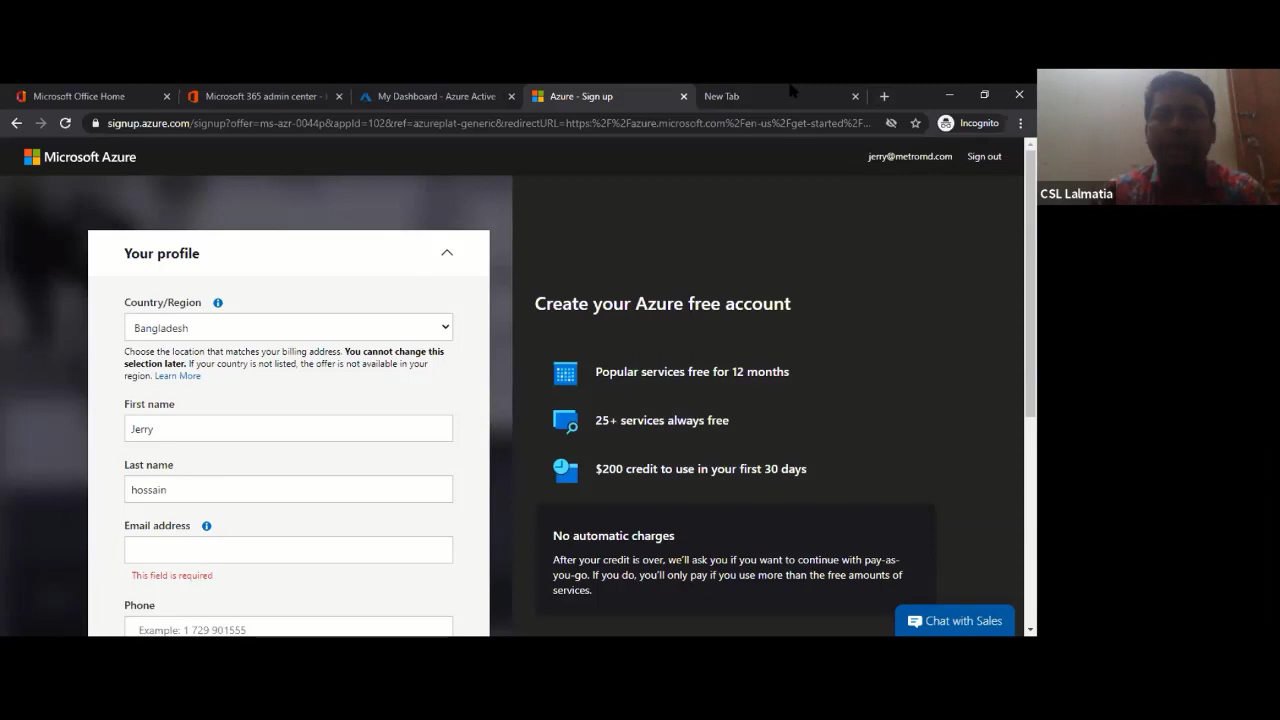 Microsoft Office Home
Microsoft 365 admin center -
My Dashboard - Azure Active
Azure - Sign up
New Tab
signup.azure.com/signup?offer=ms-azr-0044p&appId=102&ref=azureplat-generic&redirectURL=https:%2F%2Fazure.microsoft.com%2Fen-us%2Fget-started%2F...
Incognito
Microsoft Azure
jerry@metromd.com
Sign out
CSL Lalmatia
Your profile
Country/Region
Bangladesh
Choose the location that matches your billing address. You cannot change this
selection later. If your country is not listed, the offer is not available in your
region. Learn More
First name
Jerry
Last name
hossain
Email address
This field is required
Phone
Example: 1 729 901555
Create your Azure free account
Popular services free for 12 months
25+ services always free
$200 credit to use in your first 30 days
No automatic charges
After your credit is over, we'll ask you if you want to continue with pay-as-
you-go. If you do, you'll only pay if you use more than the free amounts of
services.
Chat with Sales